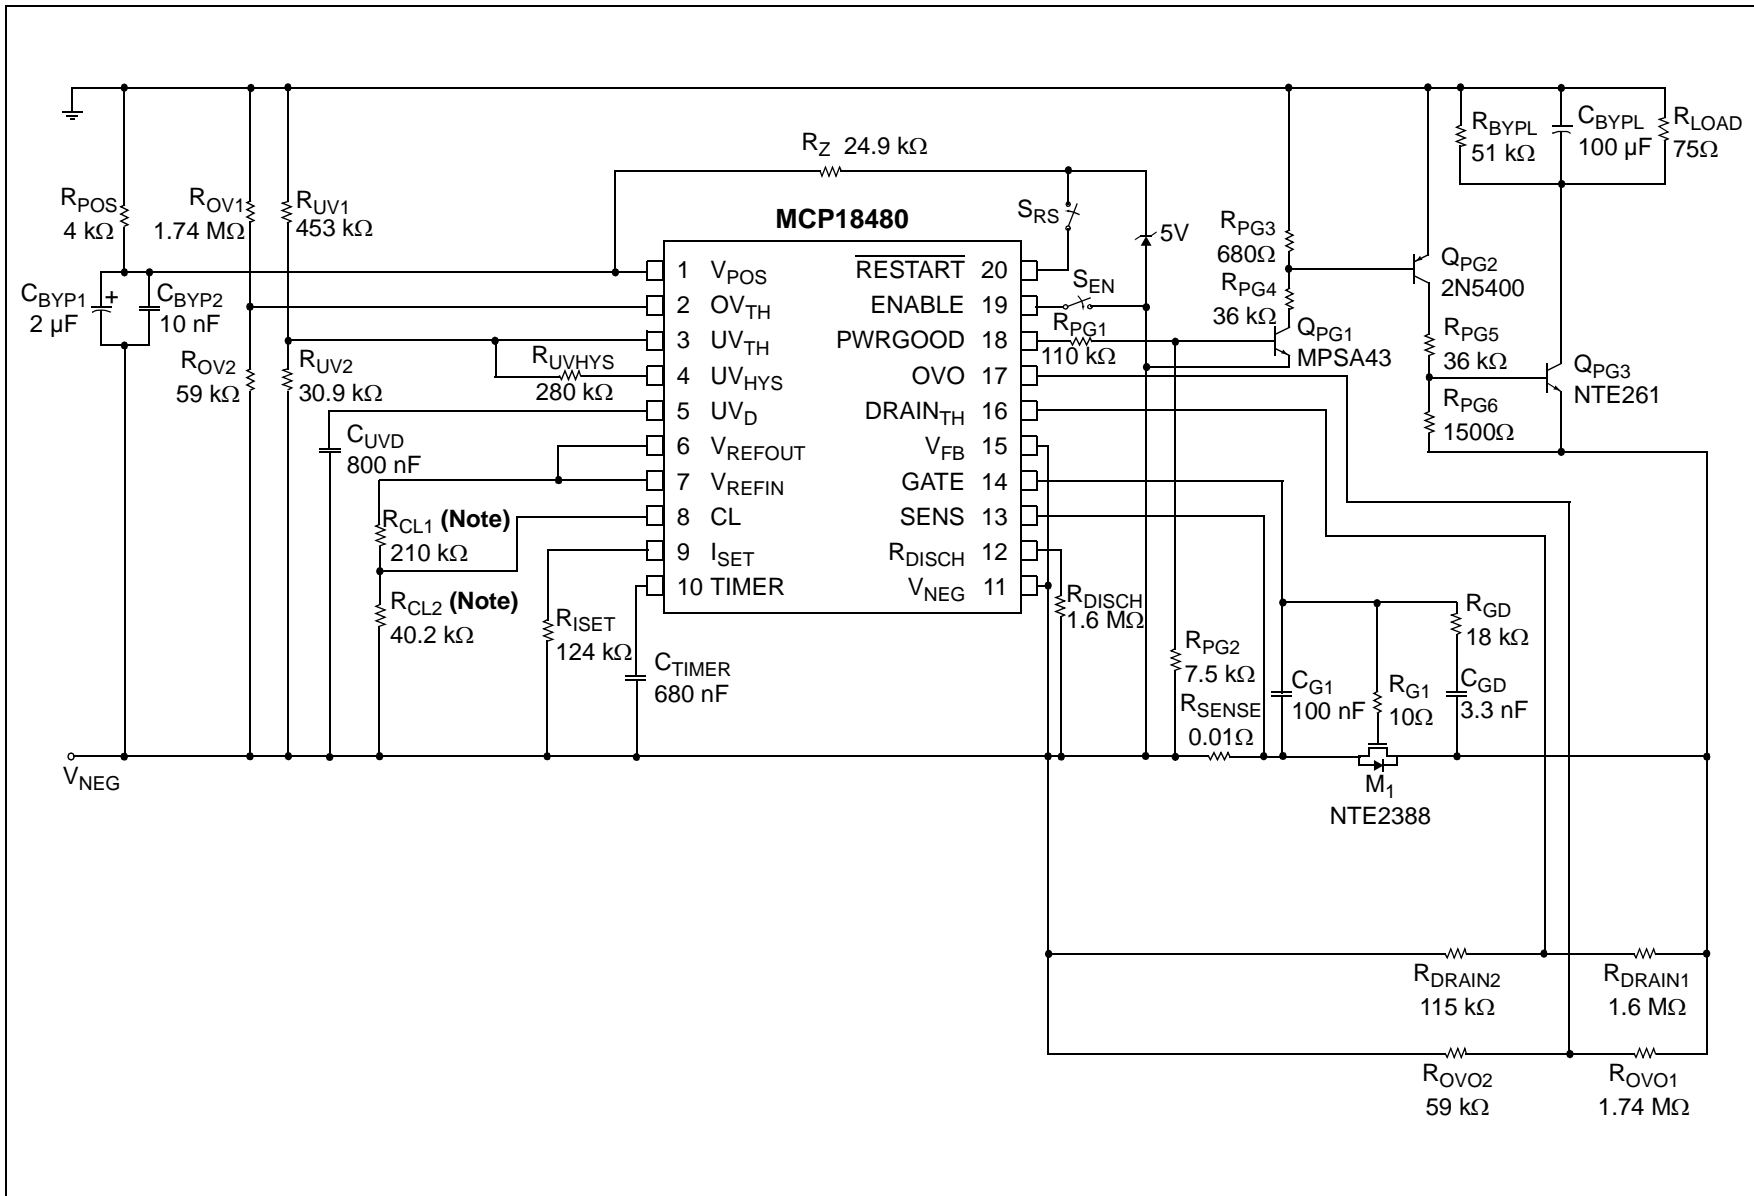 R_BYPL
51 kΩ
C_BYPL
100 µF
R_LOAD
75Ω
R_Z 24.9 kΩ
R_POS
4 kΩ
R_OV1
1.74 MΩ
R_UV1
453 kΩ
MCP18480
S_RS
5V
R_PG3
680Ω
Q_PG2
2N5400
C_BYP1
2 µF
+
C_BYP2
10 nF
1 V_POS
2 OV_TH
3 UV_TH
4 UV_HYS
5 UV_D
6 V_REFOUT
7 V_REFIN
8 CL
9 I_SET
10 TIMER
RESTART 20
ENABLE 19
PWRGOOD 18
OVO 17
DRAIN_TH 16
V_FB 15
GATE 14
SENS 13
R_DISCH 12
V_NEG 11
S_EN
R_PG1
110 kΩ
R_PG4
36 kΩ
Q_PG1
MPSA43
R_PG5
36 kΩ
Q_PG3
NTE261
R_PG6
1500Ω
R_OV2
59 kΩ
R_UV2
30.9 kΩ
R_UVHYS
280 kΩ
C_UVD
800 nF
R_CL1 (Note)
210 kΩ
R_CL2 (Note)
40.2 kΩ
R_ISET
124 kΩ
C_TIMER
680 nF
R_DISCH
1.6 MΩ
R_PG2
7.5 kΩ
R_SENSE
0.01Ω
C_G1
100 nF
R_G1
10Ω
R_GD
18 kΩ
C_GD
3.3 nF
V_NEG
M_1
NTE2388
R_DRAIN2
115 kΩ
R_DRAIN1
1.6 MΩ
R_OVO2
59 kΩ
R_OVO1
1.74 MΩ